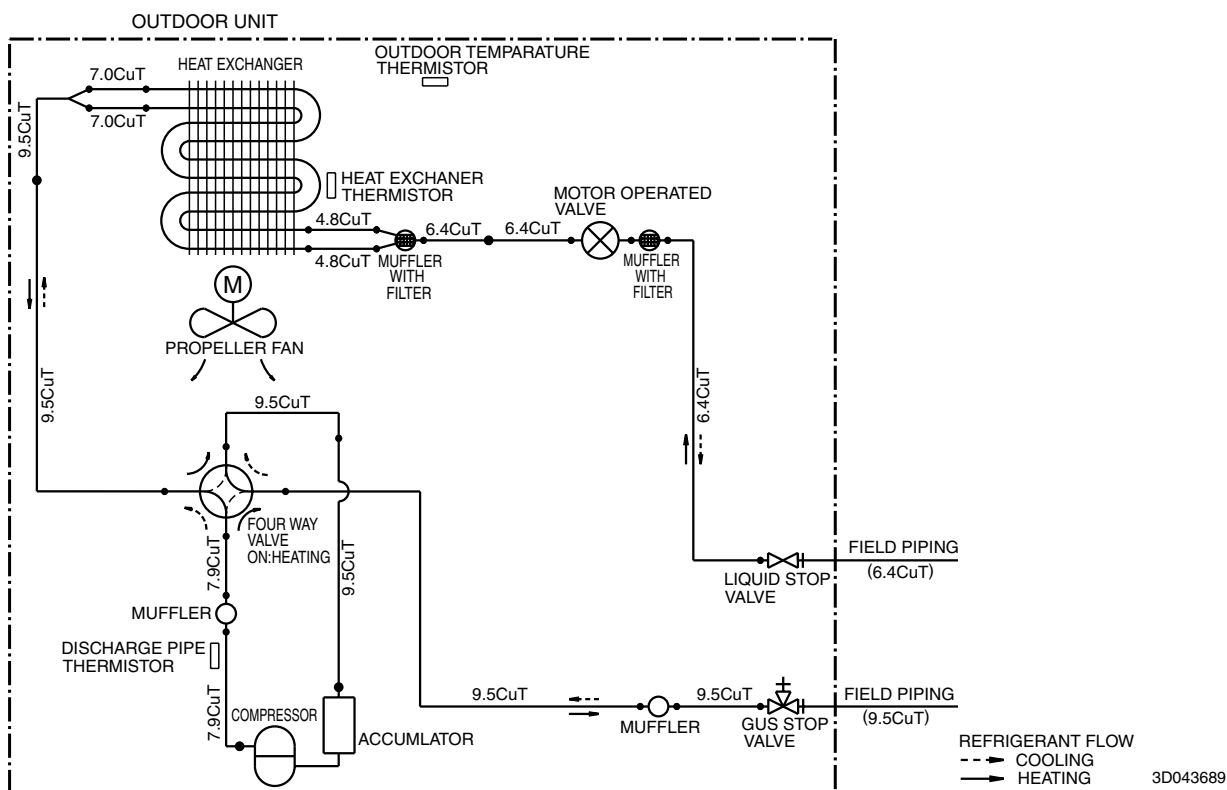 OUTDOOR UNIT
OUTDOOR TEMPARATURE
THERMISTOR
HEAT EXCHANGER
7.0CuT
7.0CuT
9.5CuT
HEAT EXCHANER
THERMISTOR
MOTOR OPERATED
VALVE
4.8CuT
6.4CuT
6.4CuT
4.8CuT
MUFFLER
WITH
FILTER
MUFFLER
WITH
FILTER
M
PROPELLER FAN
9.5CuT
9.5CuT
6.4CuT
FOUR WAY
VALVE
ON:HEATING
7.9CuT
9.5CuT
FIELD PIPING
(6.4CuT)
LIQUID STOP
VALVE
MUFFLER
DISCHARGE PIPE
THERMISTOR
7.9CuT
COMPRESSOR
ACCUMLATOR
9.5CuT
9.5CuT
MUFFLER
GUS STOP
VALVE
FIELD PIPING
(9.5CuT)
REFRIGERANT FLOW
COOLING
HEATING
3D043689